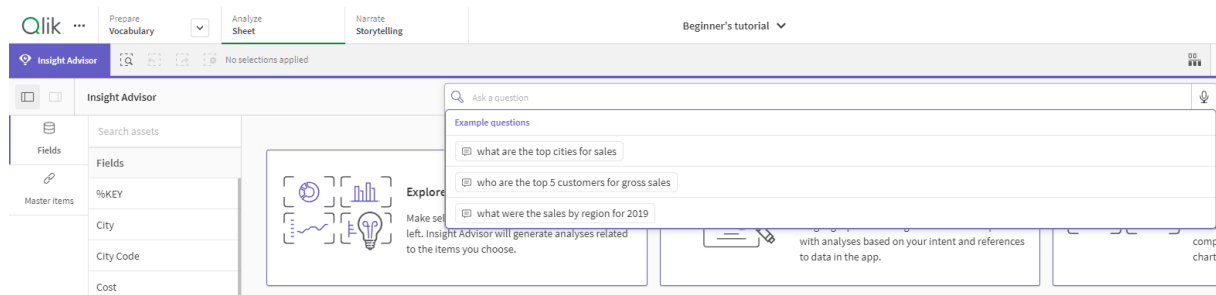 Qlik
Prepare
Vocabulary
Analyze
Sheet
Narrate
Storytelling
Beginner's tutorial
Insight Advisor
No selections applied
Insight Advisor
Ask a question
Example questions
what are the top cities for sales
who are the top 5 customers for gross sales
what were the sales by region for 2019
Fields
Master items
Search assets
Fields
%KEY
City
City Code
Cost
Explore
Make sel
left. Insight Advisor will generate analyses related
to the items you choose.
with analyses based on your intent and references
to data in the app.
comp
chart